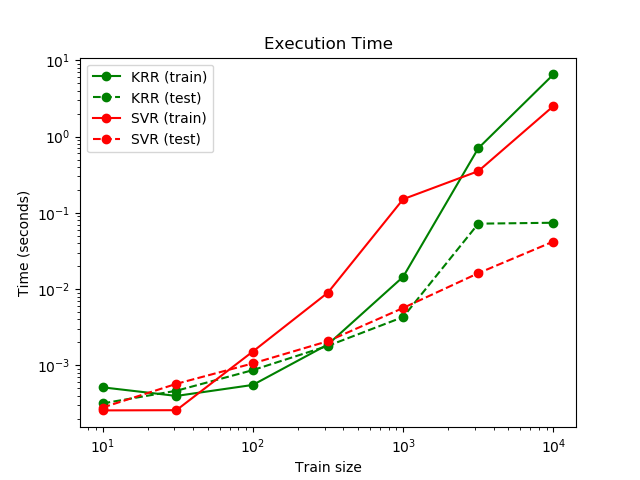 Execution Time
KRR (train)
KRR (test)
SVR (train)
SVR (test)
Time (seconds)
10¹
10⁰
10⁻¹
10⁻²
10⁻³
10¹
10²
10³
10⁴
Train size